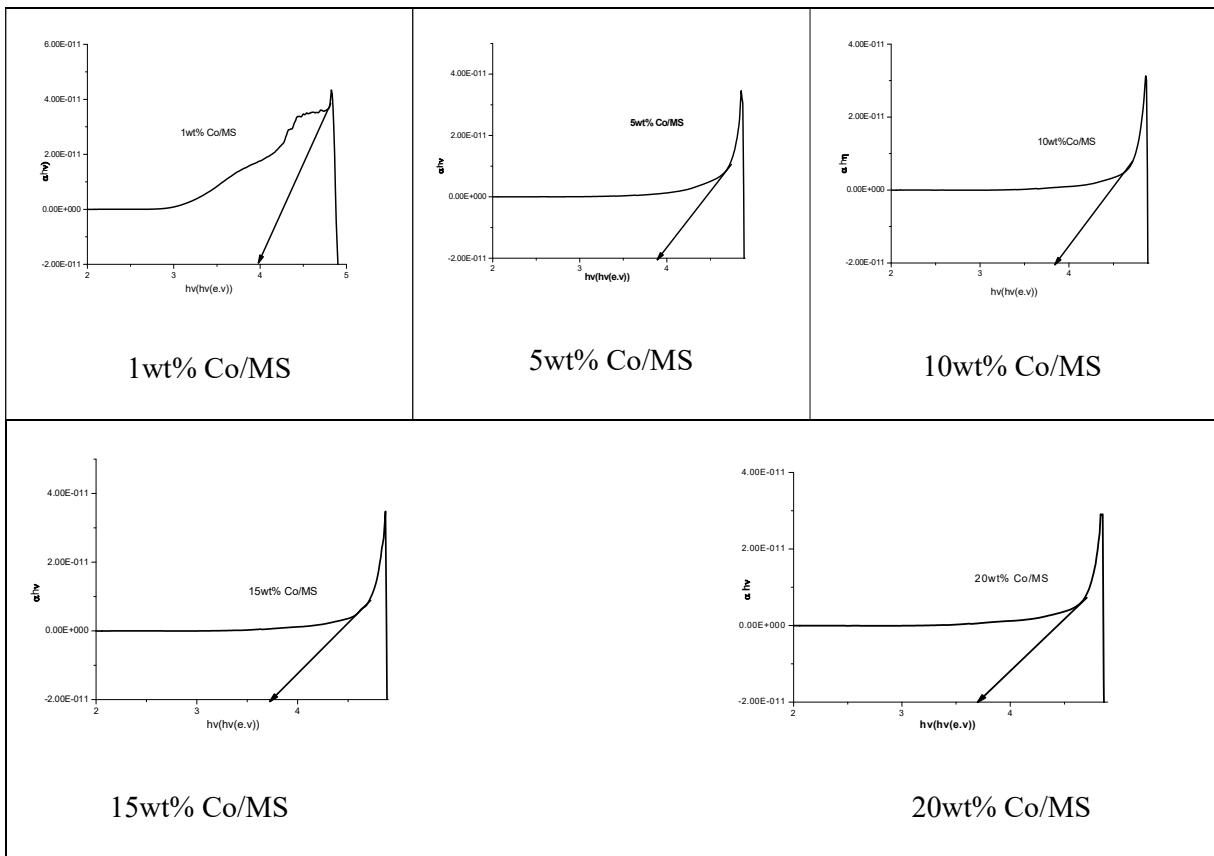 6.00E-011
4.00E-011
2.00E-011
0.00E+000
-2.00E-011
αhν)
1wt% Co/MS
2 3 4 5
hv(hv(e.v))
1wt% Co/MS
4.00E-011
2.00E-011
0.00E+000
-2.00E-011
αhν
5wt% Co/MS
2 3 4
hv(hv(e.v))
5wt% Co/MS
4.00E-011
2.00E-011
0.00E+000
-2.00E-011
αhη
10wt%Co/MS
2 3 4
hv(hv(e.v))
10wt% Co/MS
4.00E-011
2.00E-011
0.00E+000
-2.00E-011
αhν
15wt% Co/MS
2 3 4
hv(hv(e.v))
15wt% Co/MS
4.00E-011
2.00E-011
0.00E+000
-2.00E-011
αhν
20wt% Co/MS
2 3 4
hv(hv(e.v))
20wt% Co/MS